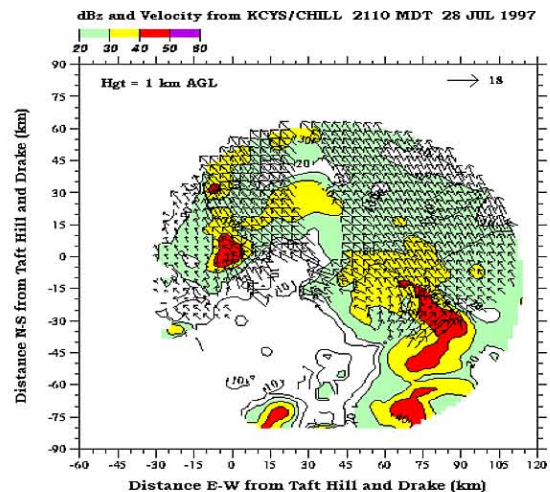 dBz and Velocity from KCYS/CHILL 2110 MDT 28 JUL 1997
20 30 40 50 60
Hgt = 1 km AGL
18
Distance N-S from Taft Hill and Drake (km)
90
75
60
45
30
15
0
-15
-30
-45
-60
-75
-90
-60 -45 -30 -15 0 15 30 45 60 75 90 105 120
Distance E-W from Taft Hill and Drake (km)